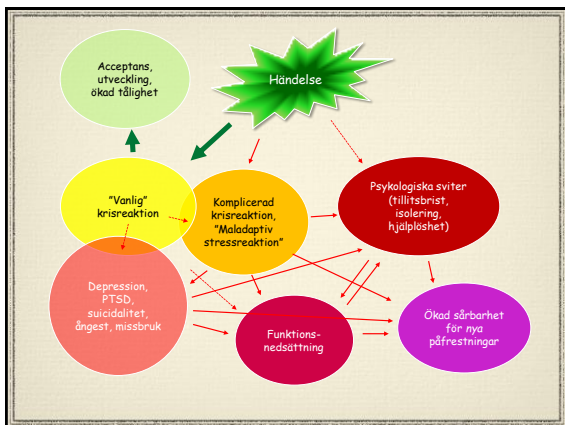 Acceptans,
utveckling,
ökad tålighet
Händelse
"Vanlig"
krisreaktion
Komplicerad
krisreaktion,
"Maladaptiv
stressreaktion"
Psykologiska sviter
(tillitsbrist,
isolering,
hjälplöshet)
Depression,
PTSD,
suicidalitet,
ångest, missbruk
Funktions-
nedsättning
Ökad sårbarhet
för nya
påfrestningar